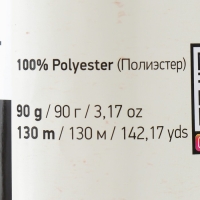 100% Polyester (Полиэстер)
90 g / 90 г / 3,17 oz
130 m / 130 м / 142,17 yds